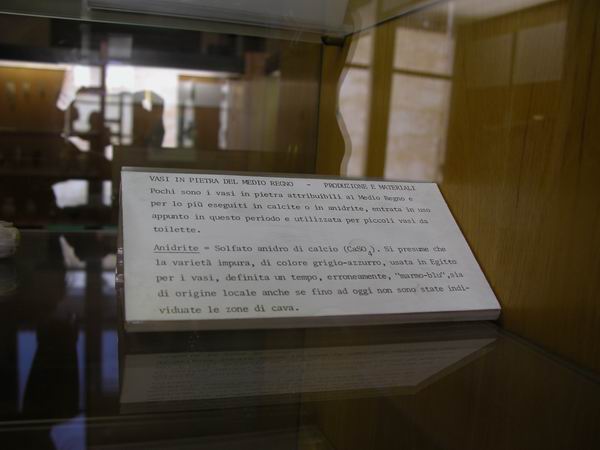 VASI IN PIETRA DEL MEDIO REGNO - PRODUZIONE E MATERIALI
Pochi sono i vasi in pietra attribuibili al Medio Regno e
per lo più eseguiti in calcite o in anidrite, entrata in uso
appunto in questo periodo e utilizzata per piccoli vasi da
toilette.
Anidrite = Solfato anidro di calcio (CaSO4). Si presume che
la varietà impura, di colore grigio-azzurro, usata in Egitto
per i vasi, definita un tempo, erroneamente, "marmo-blu",sia
di origine locale anche se fino ad oggi non sono state indi-
viduate le zone di cava.